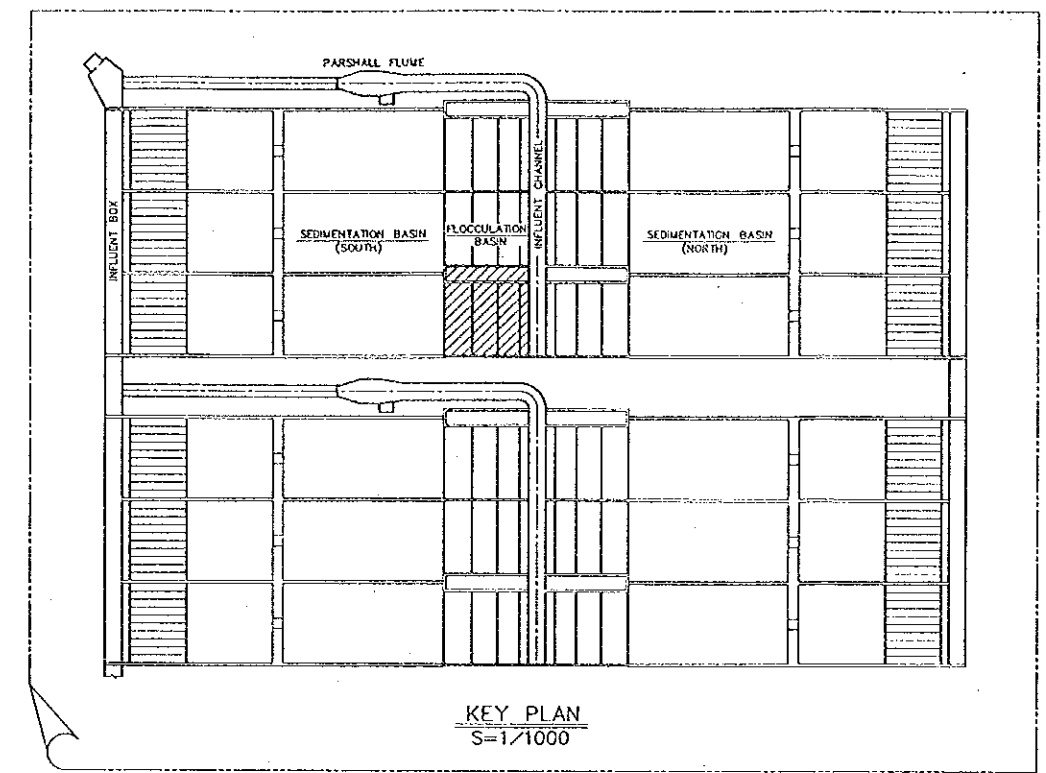 PARSHALL FLUME
INFLUENT BOX
SEDIMENTATION BASIN
(SOUTH)
FLOCCULATION
BASIN
INFLUENT CHANNEL
SEDIMENTATION BASIN
(NORTH)
KEY PLAN
S=1/1000